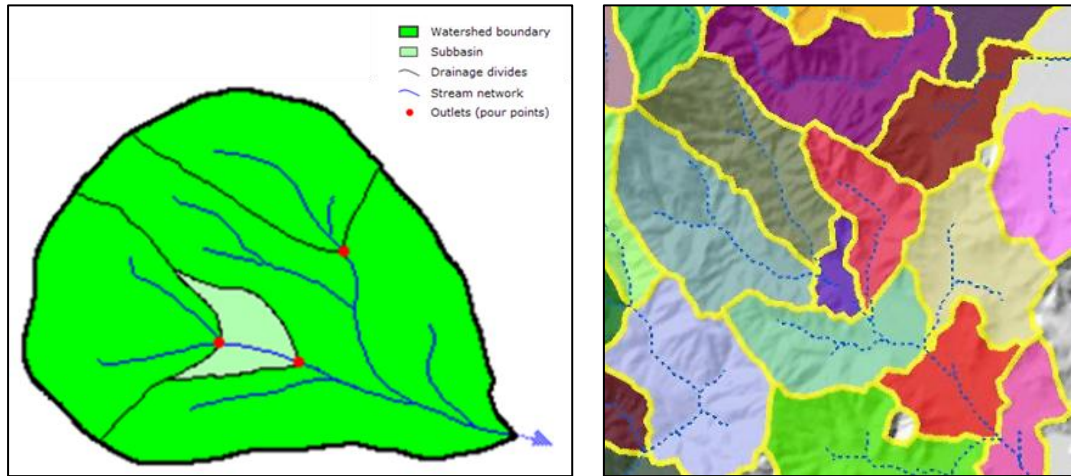 Watershed boundary
Subbasin
Drainage divides
Stream network
Outlets (pour points)